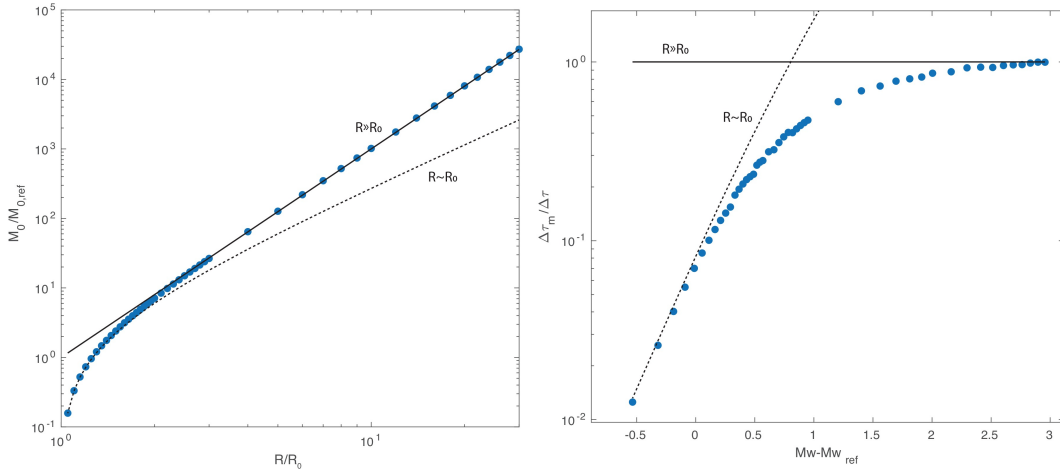 10^5
10^4
10^3
10^2
10^1
10^0
10^-1
M_0/M_0,ref
R»R₀
R~R₀
10^0
10^1
R/R_0
10^0
10^-1
10^-2
Δτ_m/Δτ
R»R₀
R~R₀
-0.5
0
0.5
1
1.5
2
2.5
3
Mw-Mw_ref